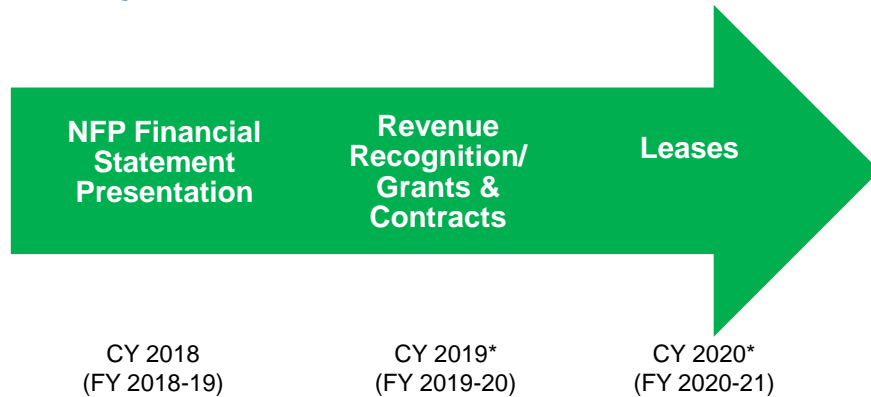 NFP Financial
Statement
Presentation
Revenue
Recognition/
Grants &
Contracts
Leases
CY 2018
(FY 2018-19)
CY 2019*
(FY 2019-20)
CY 2020*
(FY 2020-21)